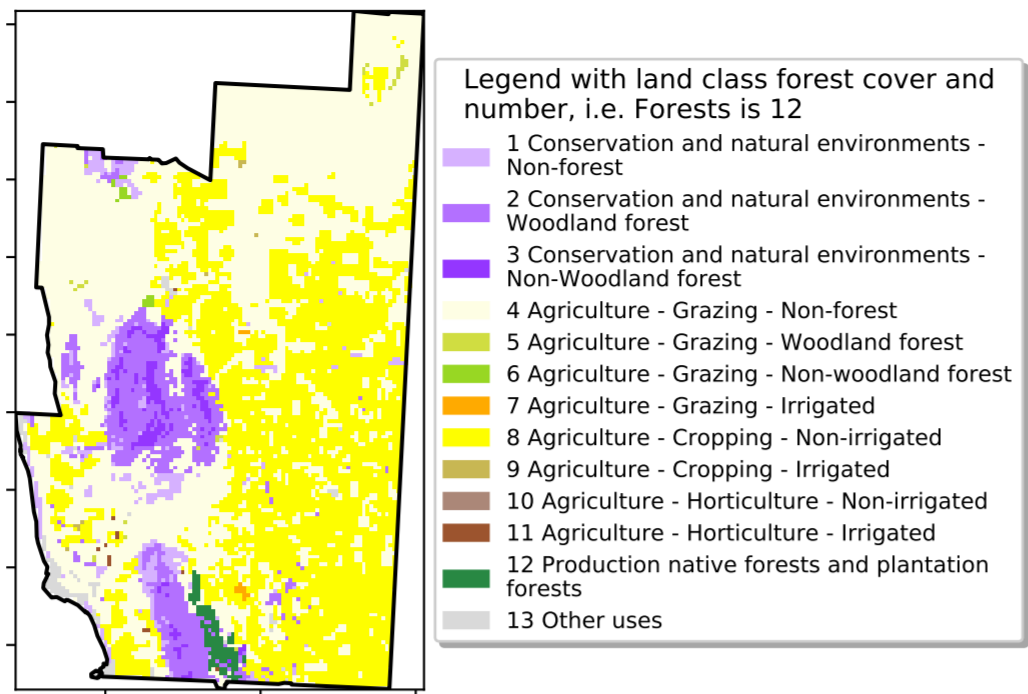 Legend with land class forest cover and
number, i.e. Forests is 12
1 Conservation and natural environments -
Non-forest
2 Conservation and natural environments -
Woodland forest
3 Conservation and natural environments -
Non-Woodland forest
4 Agriculture - Grazing - Non-forest
5 Agriculture - Grazing - Woodland forest
6 Agriculture - Grazing - Non-woodland forest
7 Agriculture - Grazing - Irrigated
8 Agriculture - Cropping - Non-irrigated
9 Agriculture - Cropping - Irrigated
10 Agriculture - Horticulture - Non-irrigated
11 Agriculture - Horticulture - Irrigated
12 Production native forests and plantation
forests
13 Other uses